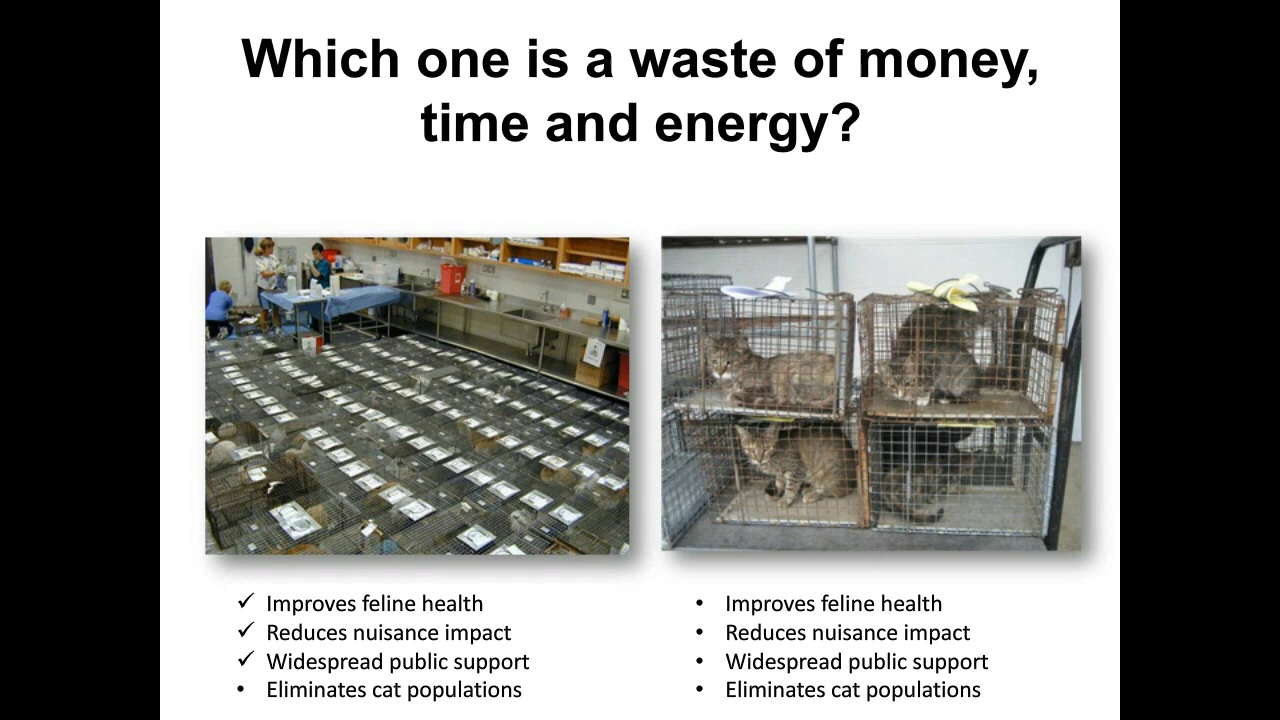 Which one is a waste of money,
time and energy?
✓ Improves feline health
✓ Reduces nuisance impact
✓ Widespread public support
• Eliminates cat populations
• Improves feline health
• Reduces nuisance impact
• Widespread public support
• Eliminates cat populations